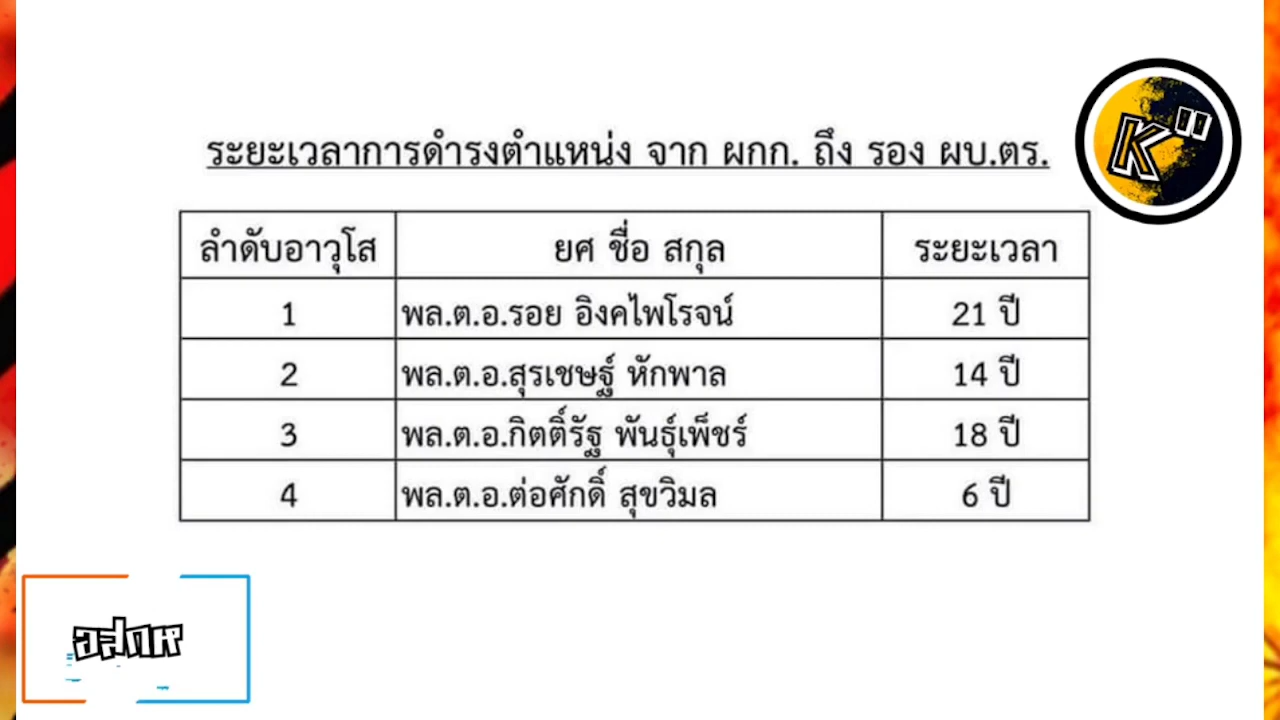 K"
ระยะเวลาการดำรงตำแหน่ง จาก ผกก. ถึง รอง ผบ.ตร.
ลำดับอาวุโส ยศ ชื่อ สกุล ระยะเวลา
1 พล.ต.อ.รอย อิงคไพโรจน์ 21 ปี
2 พล.ต.อ.สุรเชษฐ์ หักพาล 14 ปี
3 พล.ต.อ.กิตติ์รัฐ พันธุ์เพ็ชร์ 18 ปี
4 พล.ต.อ.ต่อศักดิ์ สุขวิมล 6 ปี
อสกห